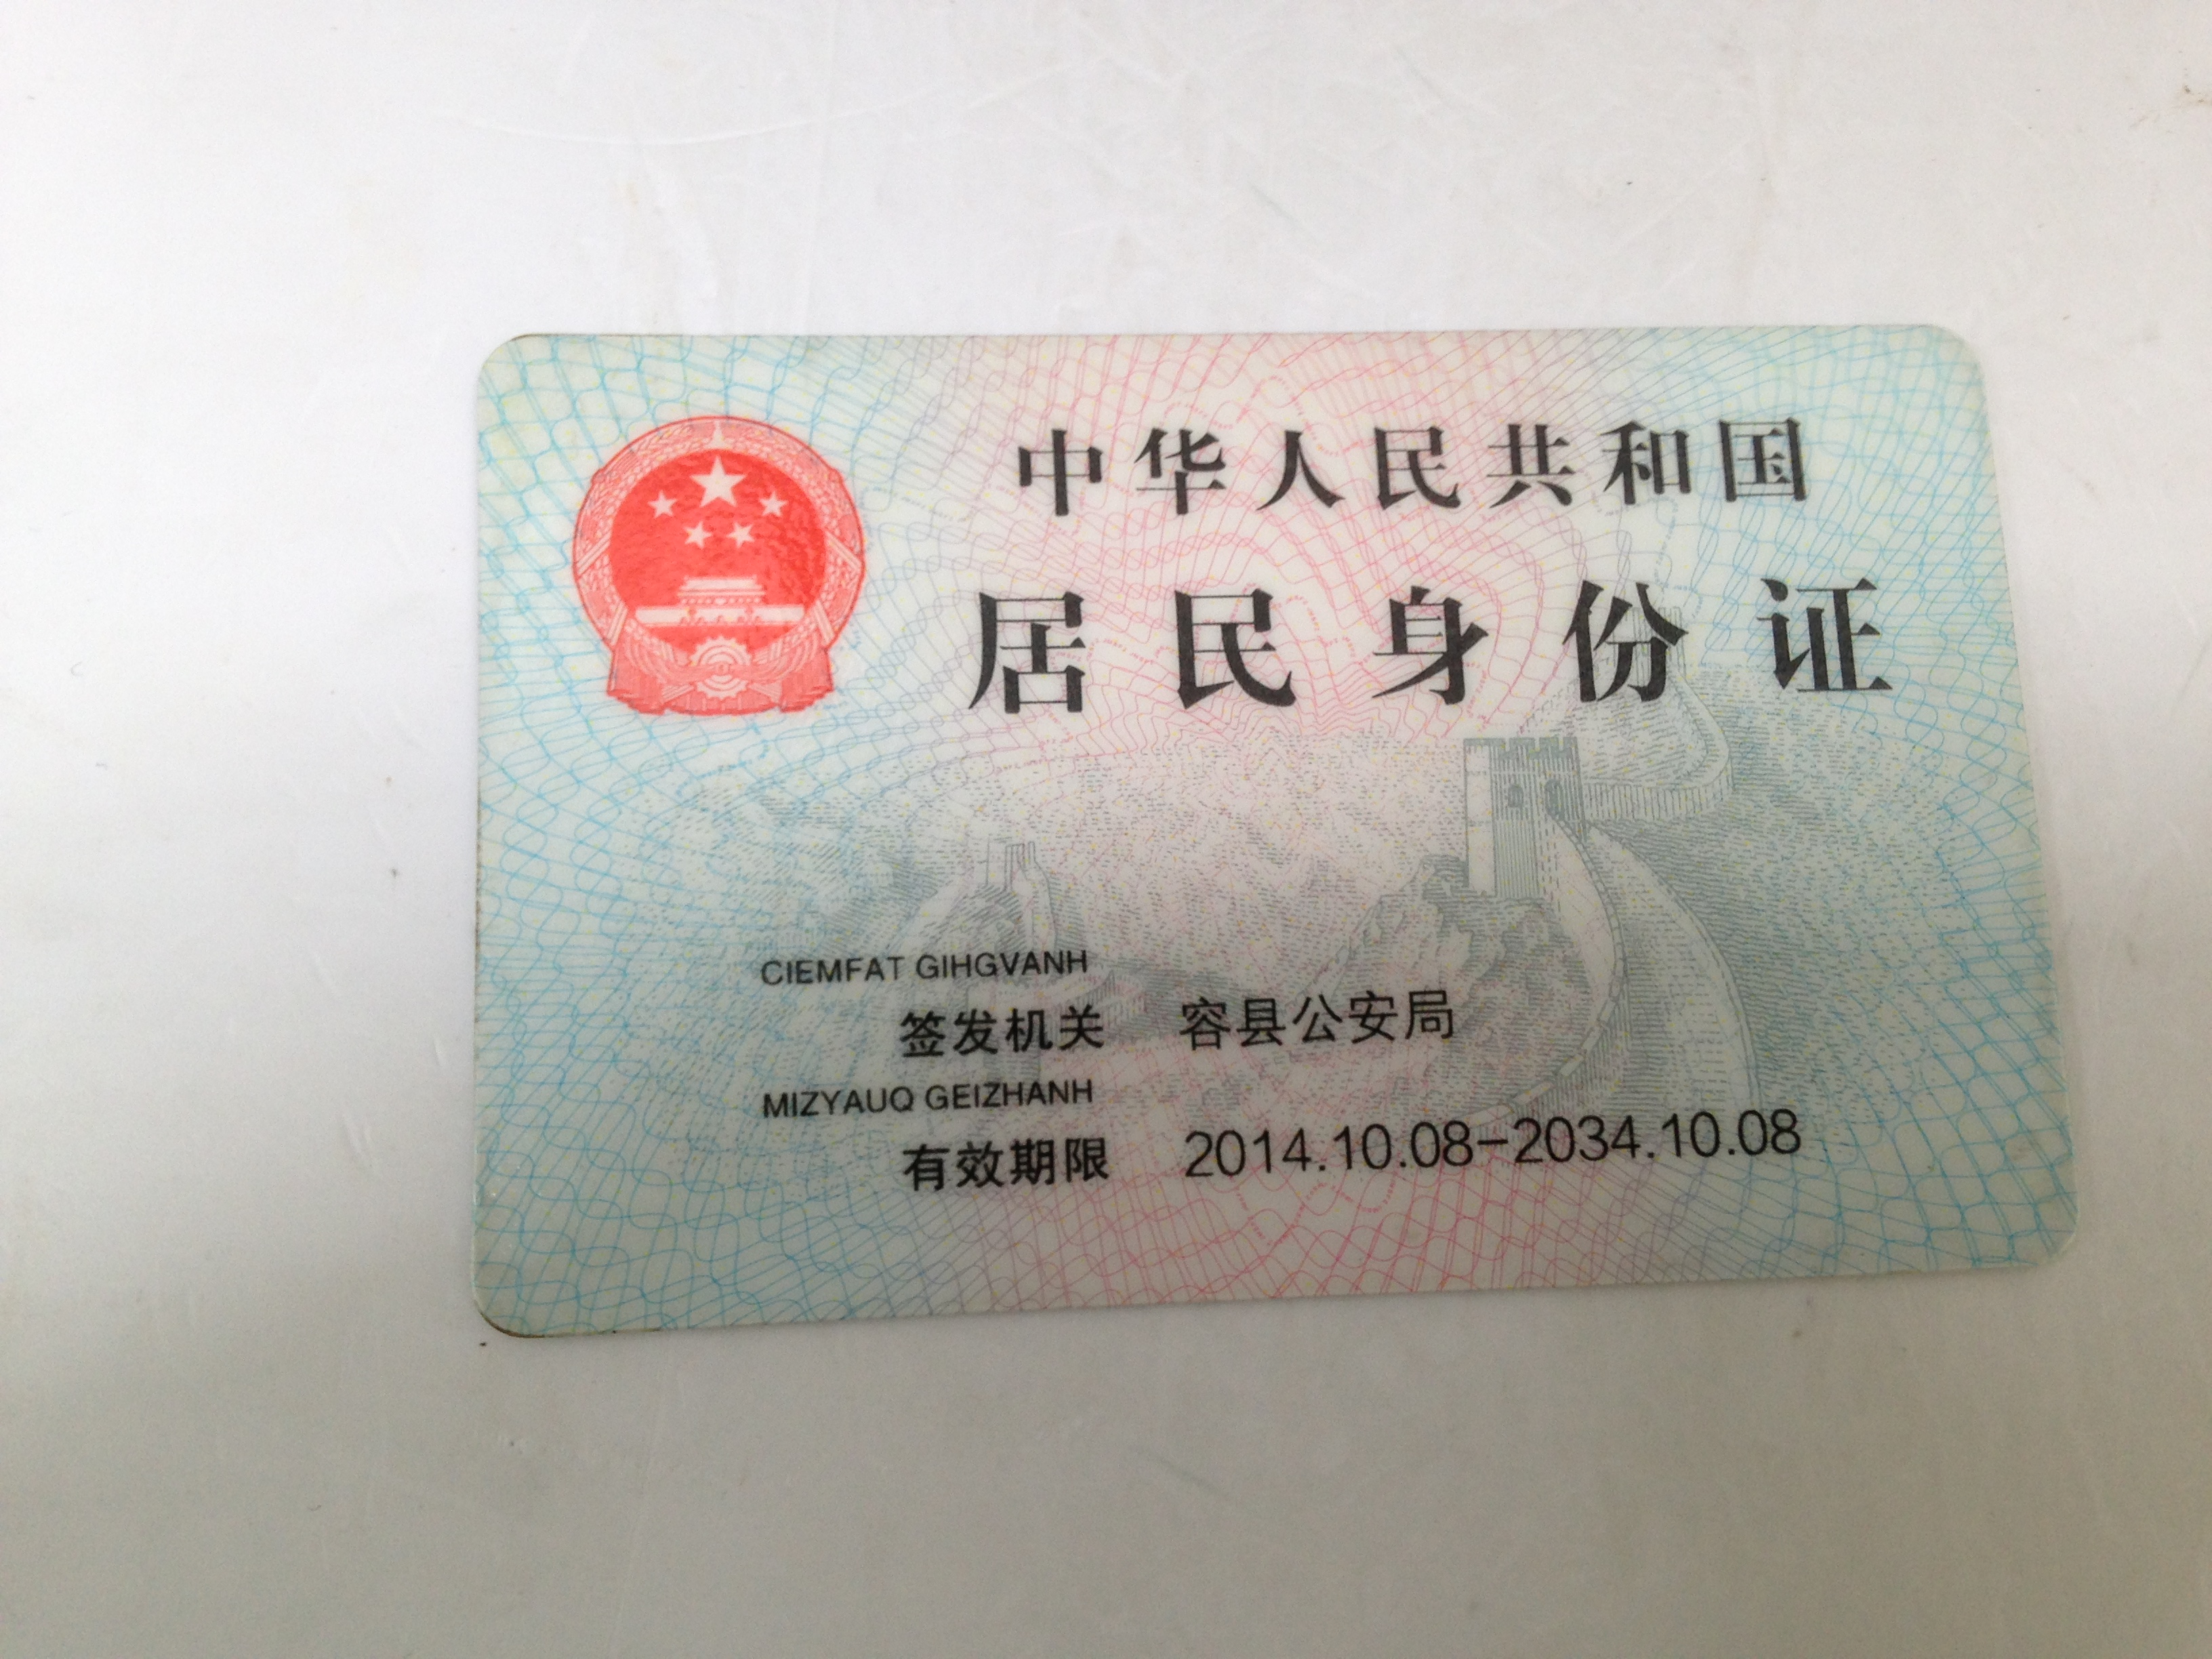 中华人民共和国
居民身份证
CIEMFAT GIHGVANH
签发机关 容县公安局
MIZYAUQ GEIZHANH
有效期限 2014.10.08-2034.10.08